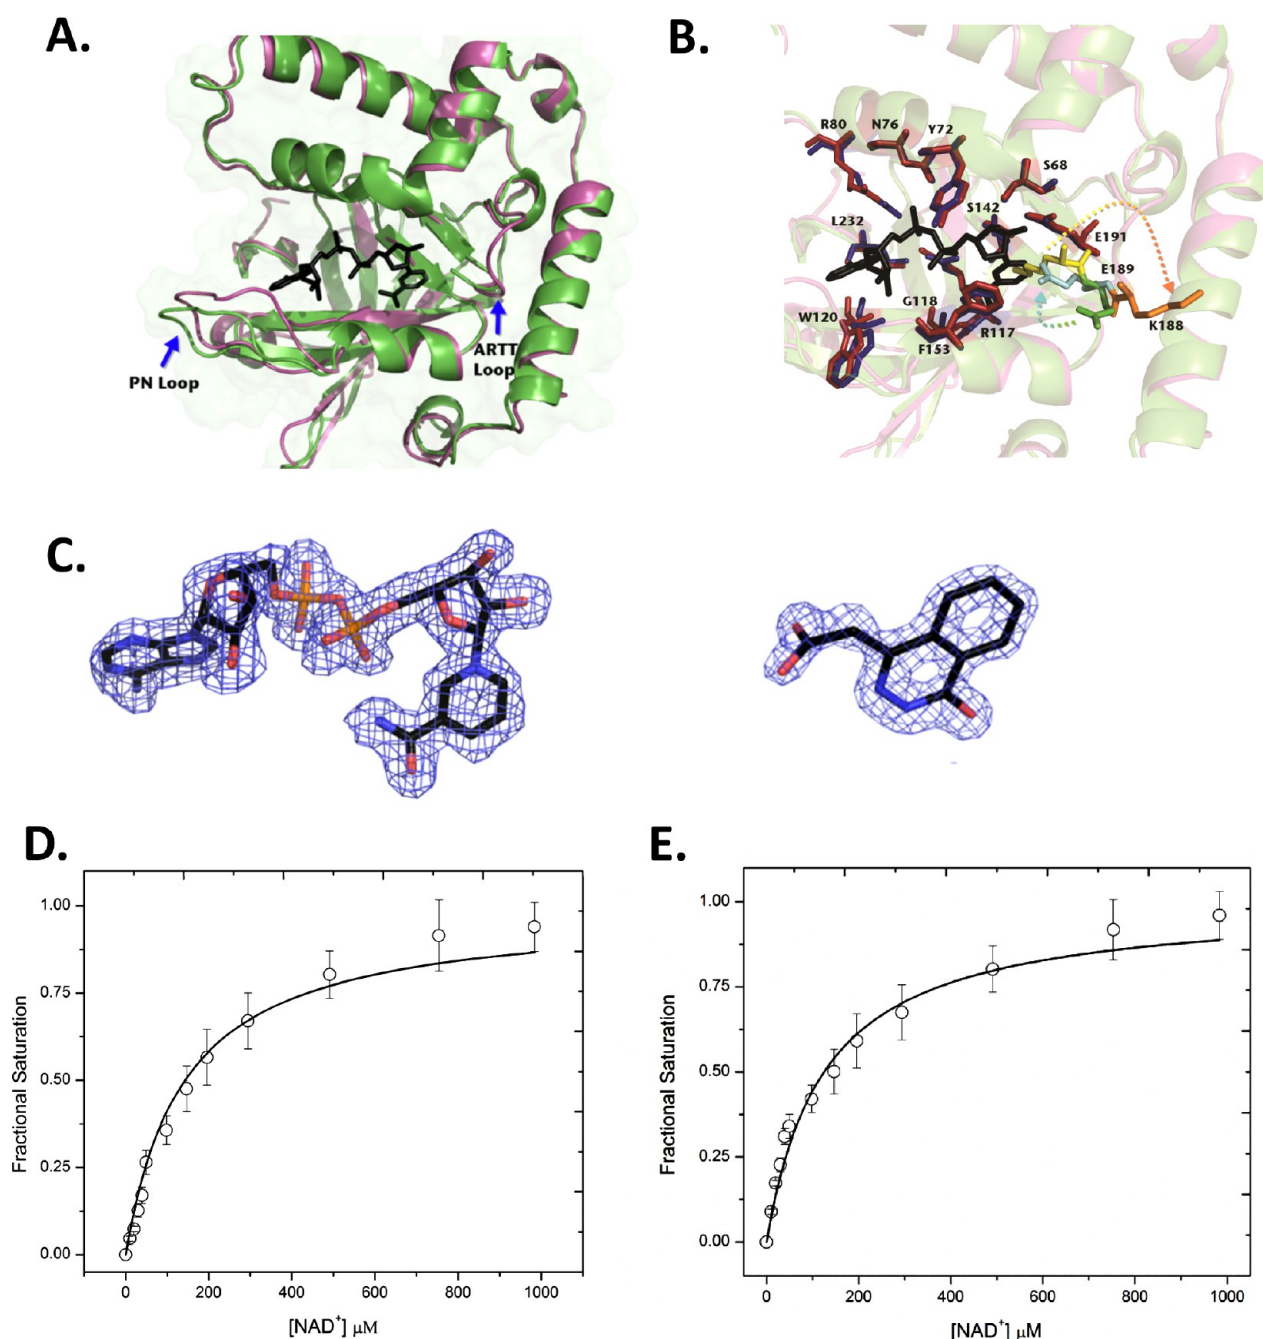 A.
PN Loop
ARTT
Loop
B.
R80
N76
Y72
S68
S142
L232
E191
E189
G118
W120
R117
K188
F153
C.
D.
Fractional Saturation
1.00
0.75
0.50
0.25
0.00
0 200 400 600 800 1000
[NAD+] μM
E.
Fractional Saturation
1.00
0.75
0.50
0.25
0.00
0 200 400 600 800 1000
[NAD+] μM